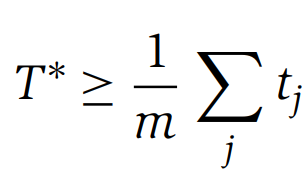 T* ≥ 1/m ∑_j t_j